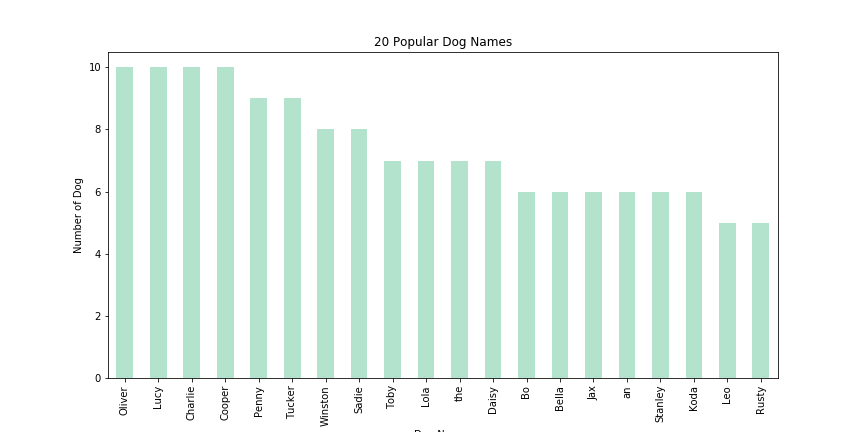 20 Popular Dog Names
Number of Dog
10
8
6
4
2
0
Oliver
Lucy
Charlie
Cooper
Penny
Tucker
Winston
Sadie
Toby
Lola
the
Daisy
Bo
Bella
Jax
an
Stanley
Koda
Leo
Rusty